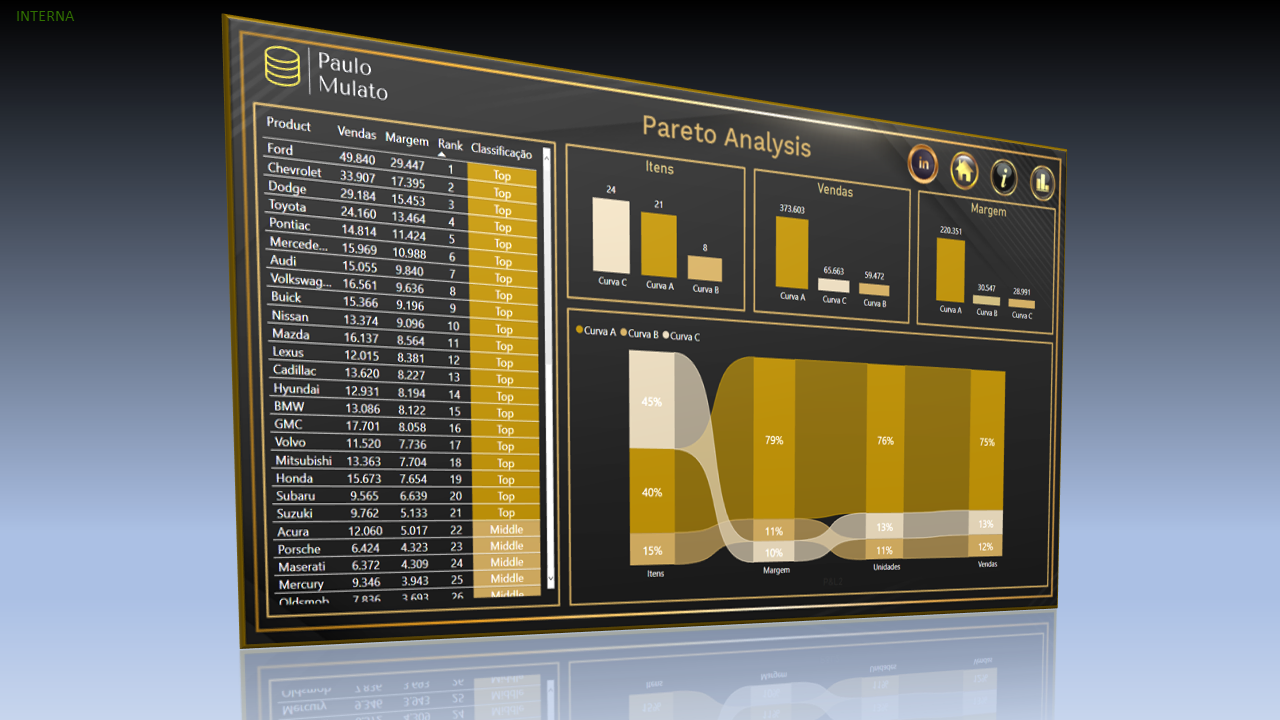 INTERNA
Paulo
Mulato
Pareto Analysis
in
i
Product Vendas Margem Rank Classificação
Ford 49.840 29.447 1 Top
Chevrolet 33.907 17.395 2 Top
Dodge 29.184 15.453 3 Top
Toyota 24.160 13.464 4 Top
Pontiac 14.814 11.424 5 Top
Mercede... 15.969 10.988 6 Top
Audi 15.055 9.840 7 Top
Volkswag... 16.561 9.636 8 Top
Buick 15.366 9.196 9 Top
Nissan 13.374 9.096 10 Top
Mazda 16.137 8.564 11 Top
Lexus 12.015 8.381 12 Top
Cadillac 13.620 8.227 13 Top
Hyundai 12.931 8.194 14 Top
BMW 13.086 8.122 15 Top
GMC 17.701 8.058 16 Top
Volvo 11.520 7.736 17 Top
Mitsubishi 13.363 7.704 18 Top
Honda 15.673 7.654 19 Top
Subaru 9.565 6.639 20 Top
Suzuki 9.762 5.133 21 Top
Acura 12.060 5.017 22 Middle
Porsche 6.424 4.323 23 Middle
Maserati 6.372 4.309 24 Middle
Mercury 9.346 3.943 25 Middle
Oldsmob 7.836 3.693 26 Middle
Itens
24
21
8
Curva C Curva A Curva B
Vendas
373.603
65.663
59.472
Curva A Curva C Curva B
Margem
220.351
30.547
28.991
Curva A Curva B Curva C
Curva A Curva B Curva C
45%
40%
15%
79%
11%
10%
76%
13%
11%
75%
13%
12%
Itens Margem Unidades Vendas